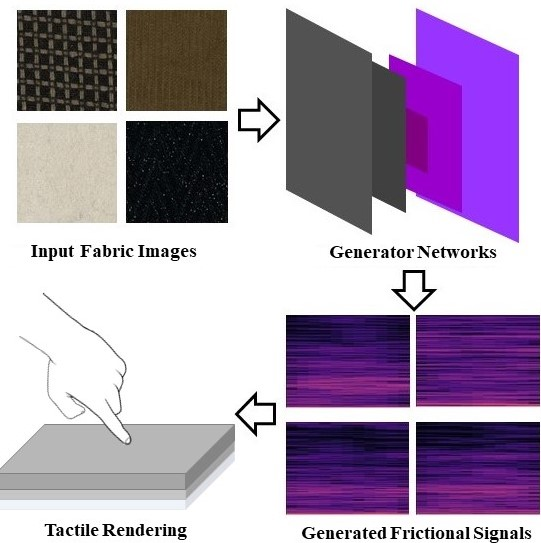 Input Fabric Images
Generator Networks
Tactile Rendering
Generated Frictional Signals